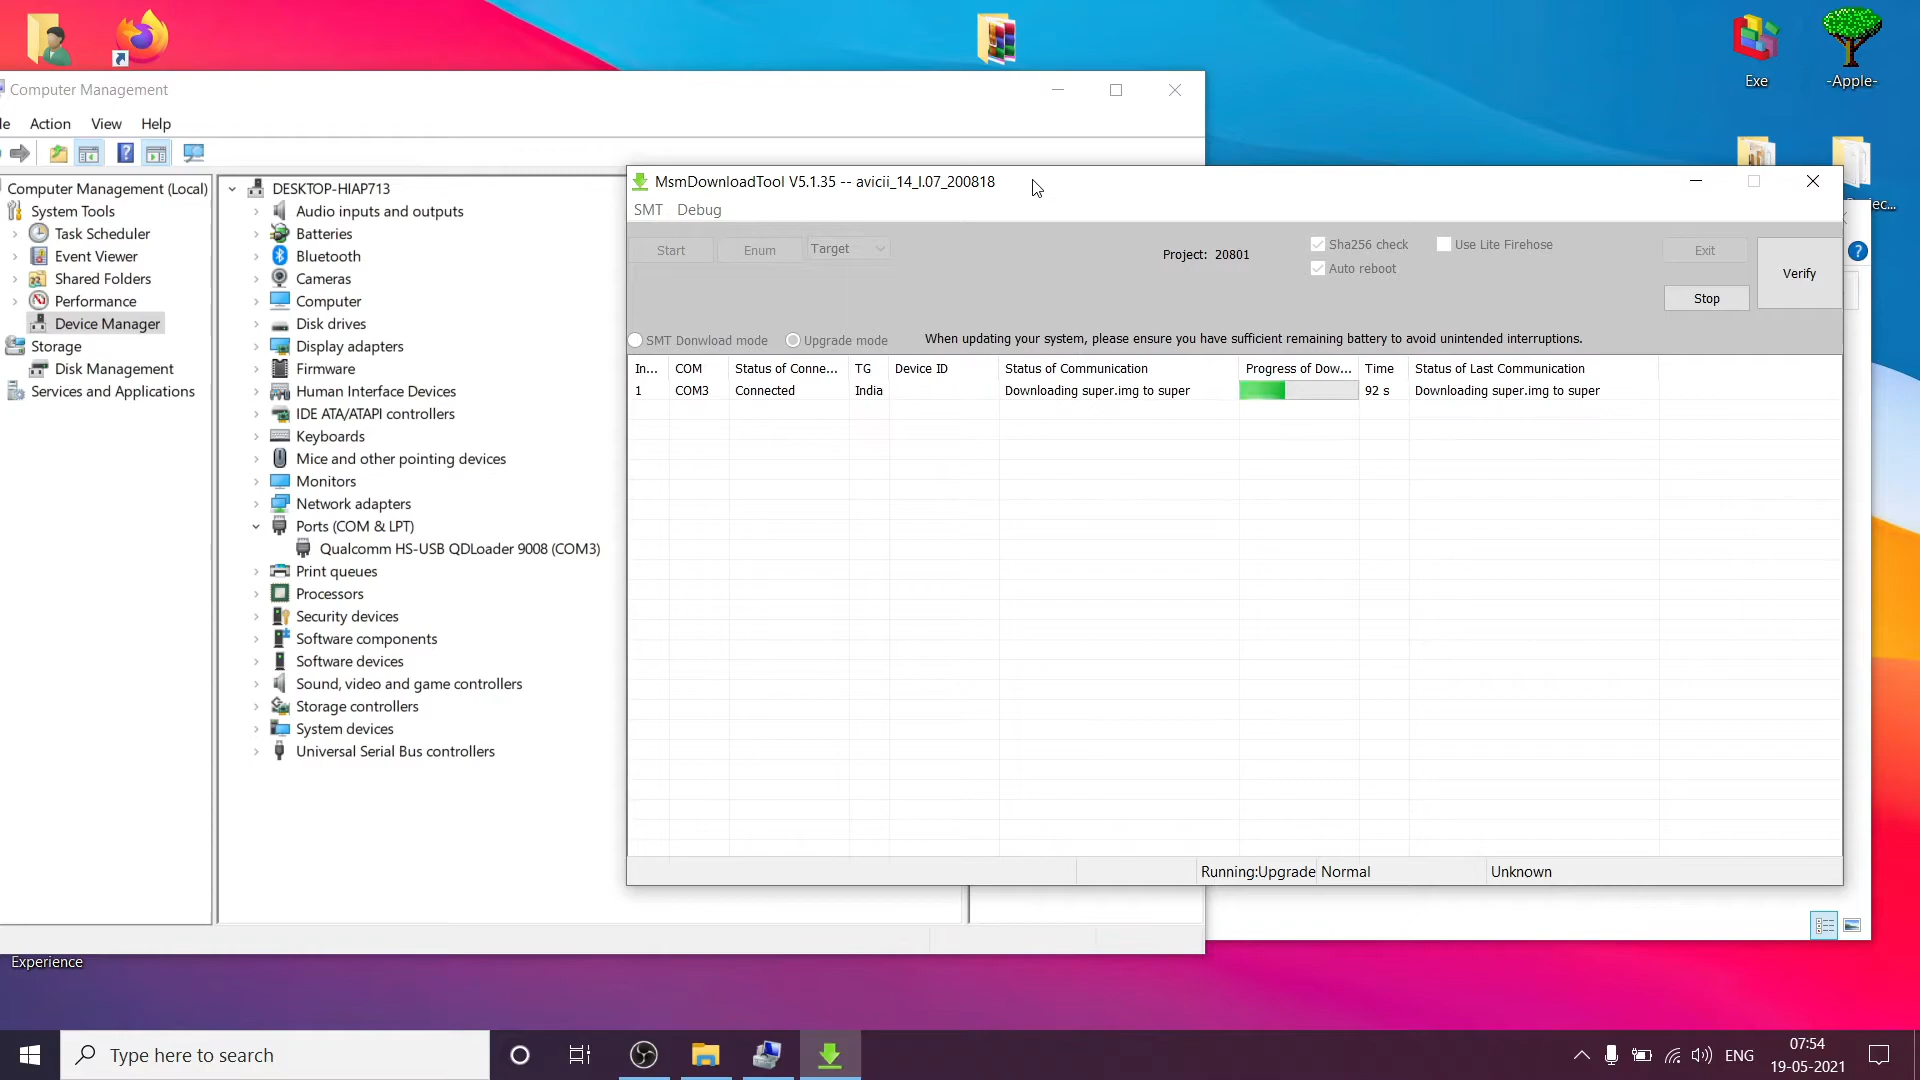 Exe
-Apple-
Computer Management
Action View Help
Computer Management (Local)
System Tools
Task Scheduler
Event Viewer
Shared Folders
Performance
Device Manager
Storage
Disk Management
Services and Applications
DESKTOP-HIAP713
Audio inputs and outputs
Batteries
Bluetooth
Cameras
Computer
Disk drives
Display adapters
Firmware
Human Interface Devices
IDE ATA/ATAPI controllers
Keyboards
Mice and other pointing devices
Monitors
Network adapters
Ports (COM & LPT)
Qualcomm HS-USB QDLoader 9008 (COM3)
Print queues
Processors
Security devices
Software components
Software devices
Sound, video and game controllers
Storage controllers
System devices
Universal Serial Bus controllers
MsmDownloadTool V5.1.35 -- avicii_14_I.07_200818
SMT Debug
Start Enum Target Project: 20801 Sha256 check Use Lite Firehose Exit
Auto reboot Verify
Stop
SMT Donwload mode Upgrade mode When updating your system, please ensure you have sufficient remaining battery to avoid unintended interruptions.
In... COM Status of Conne... TG Device ID Status of Communication Progress of Dow... Time Status of Last Communication
1 COM3 Connected India Downloading super.img to super 92 s Downloading super.img to super
Running:Upgrade Normal Unknown
Experience
Type here to search
ENG
07:54
19-05-2021